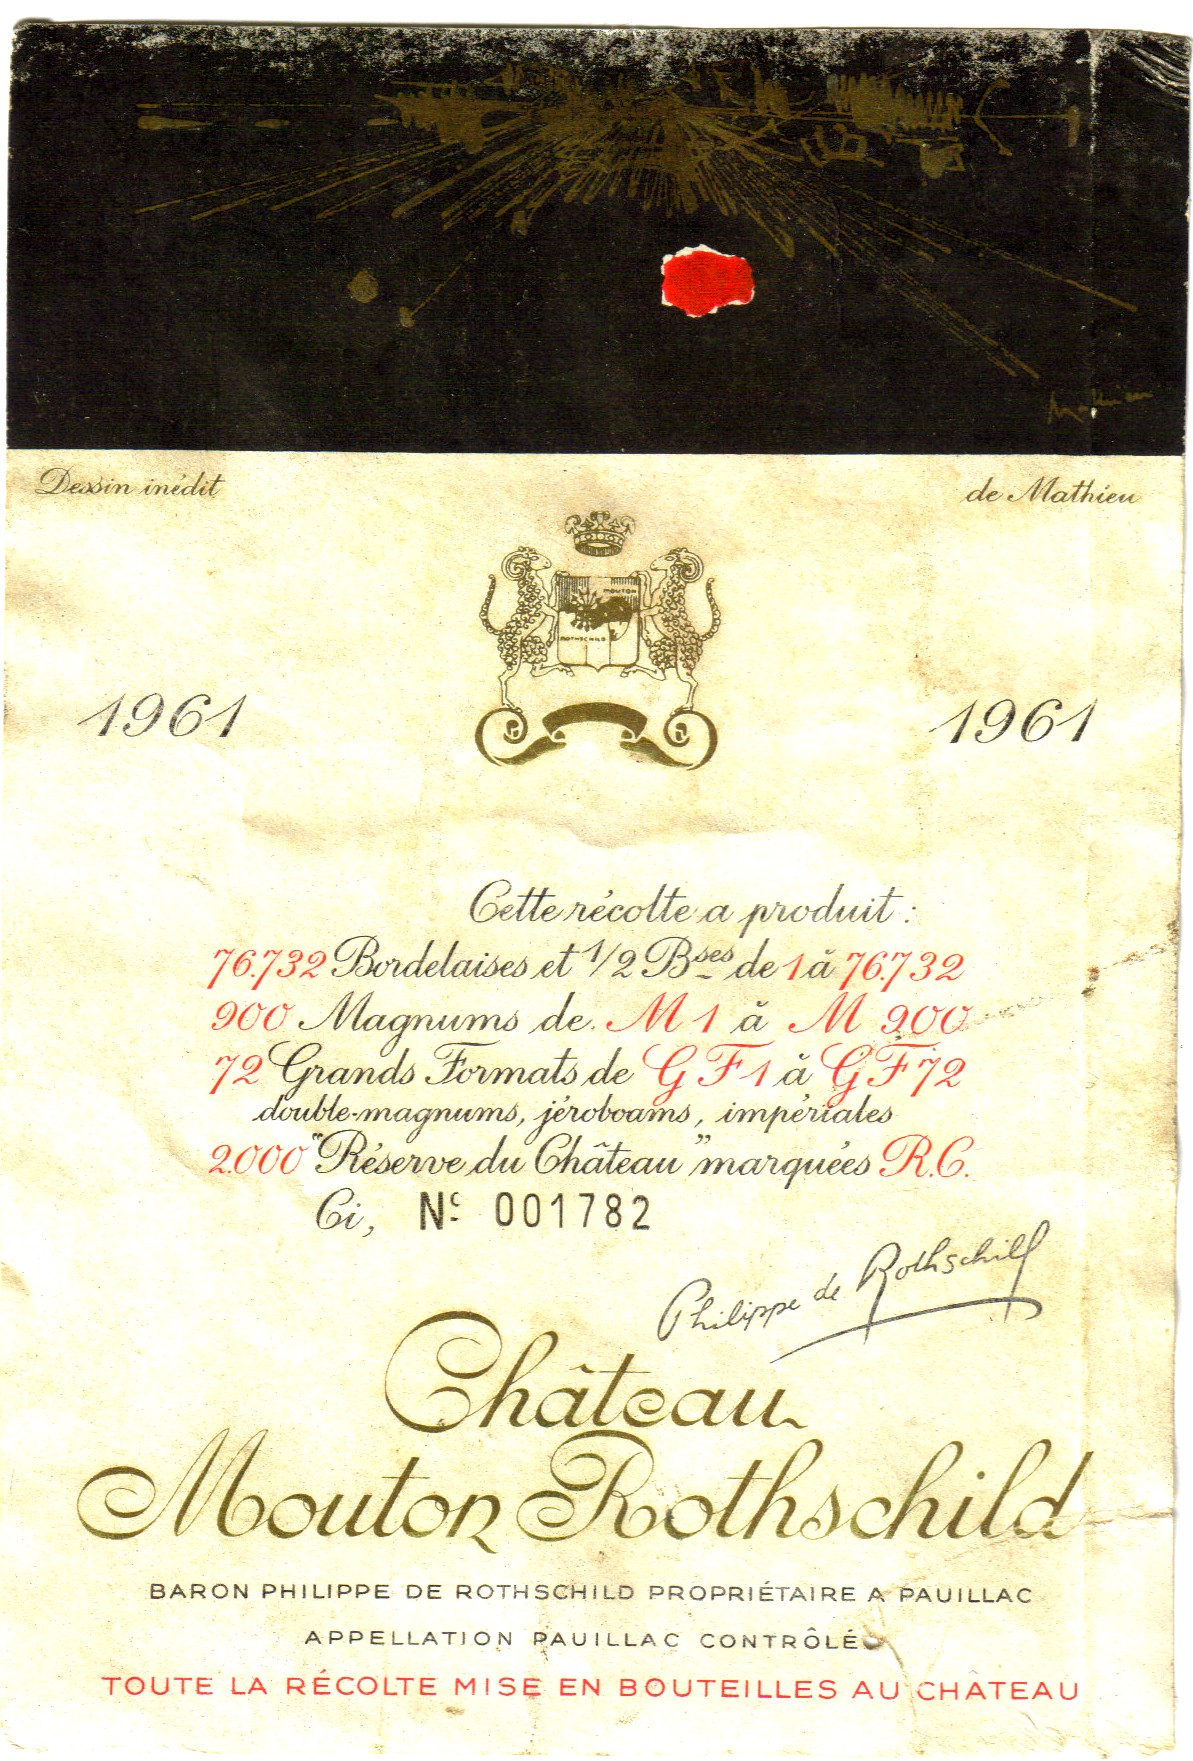 Mathieu
Dessin inédit
de Mathieu
MOUTON
ROTHSCHILD
1961
1961
Cette récolte a produit :
76.732 Bordelaises et 1/2 Bses de 1 à 76.732
900 Magnums de M 1 à M 900
72 Grands Formats de G F 1 à G F 72
double-magnums, jéroboams, impériales
2.000 "Réserve du Château" marquées R.C.
Ci, No 001782
Philippe de Rothschild
Château
Mouton Rothschild
BARON PHILIPPE DE ROTHSCHILD PROPRIÉTAIRE A PAUILLAC
APPELLATION PAUILLAC CONTRÔLÉE
TOUTE LA RÉCOLTE MISE EN BOUTEILLES AU CHÂTEAU